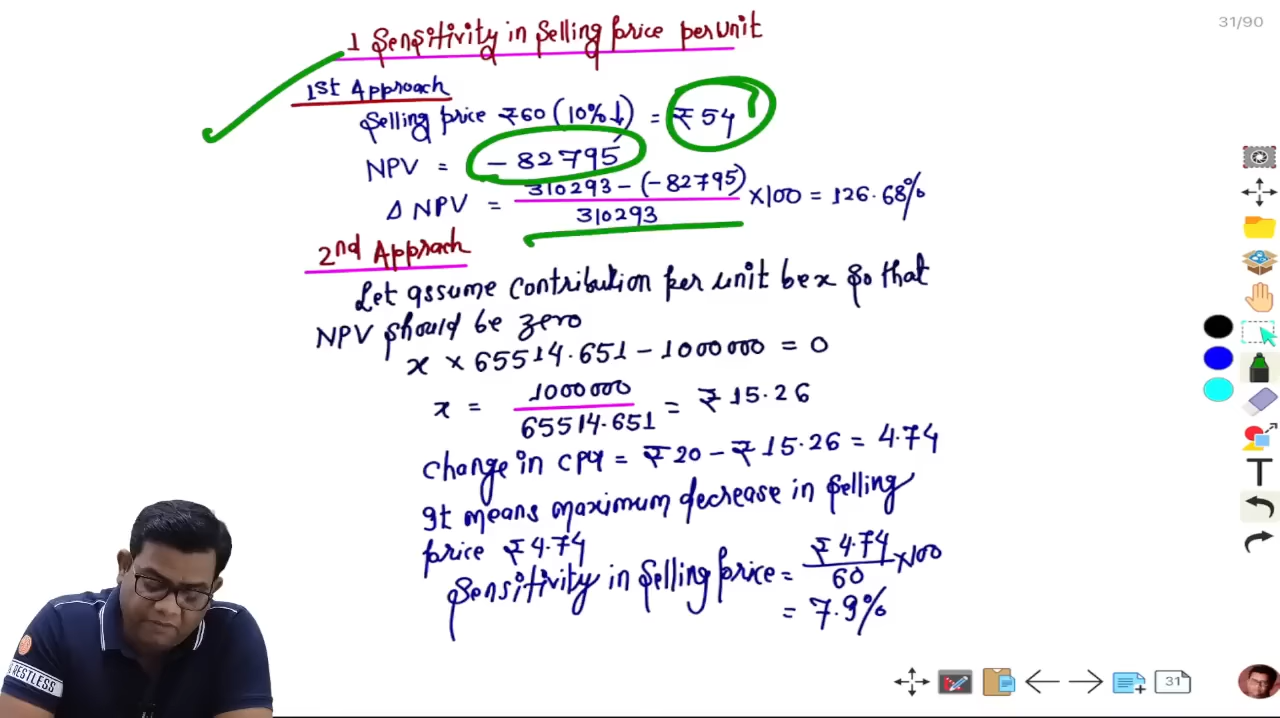 31/90
1 Sensitivity in Selling price per unit
1st Approach
Selling price ₹60 (10%↓) = ₹54
NPV = - 82795
Δ NPV = 310293 - (-82795) / 310293 × 100 = 126.68%
2nd Approach
Let assume contribution per unit be x so that
NPV should be zero
x × 65514.651 - 1000000 = 0
x = 1000000 / 65514.651 = ₹15.26
change in CPU = ₹20 - ₹15.26 = 4.74
It means maximum decrease in selling
price ₹4.74
Sensitivity in selling price = ₹4.74 / 60 × 100
= 7.9%
RESTLESS
T
31